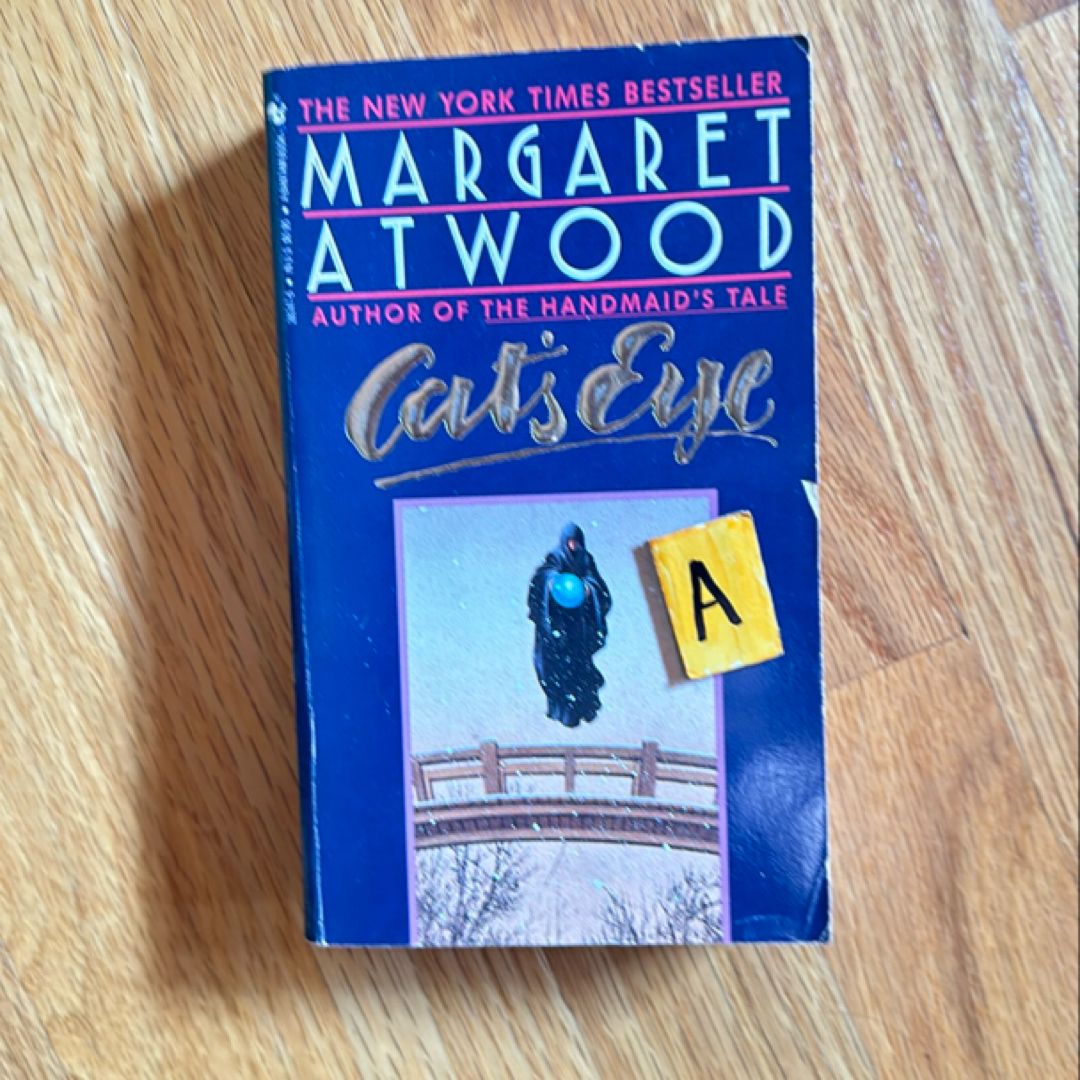 THE NEW YORK TIMES BESTSELLER
MARGARET
ATWOOD
AUTHOR OF THE HANDMAID'S TALE
Cat's Eye
A